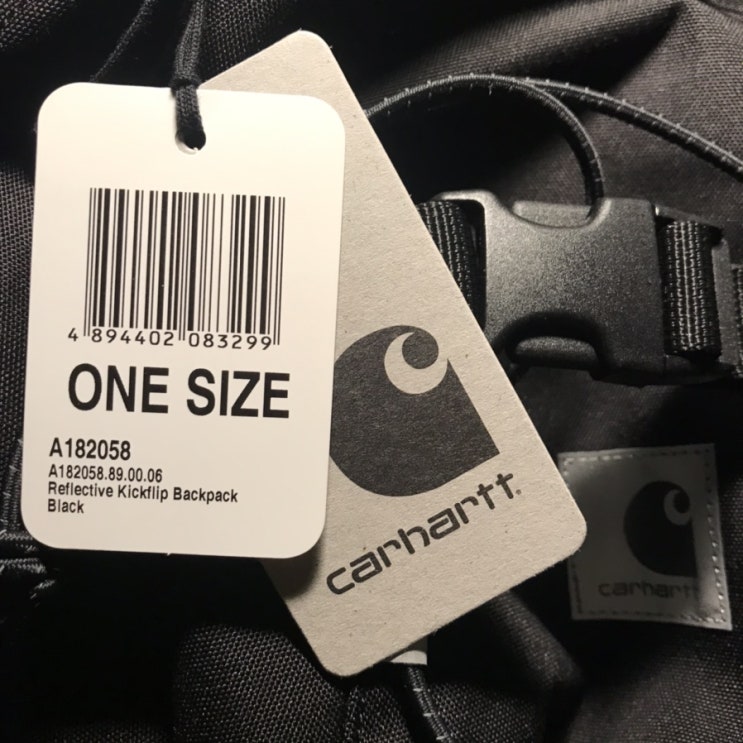 4 894402 083299
ONE SIZE
A182058
A182058.89.00.06
Reflective Kickflip Backpack
Black
carhartt.
carhartt